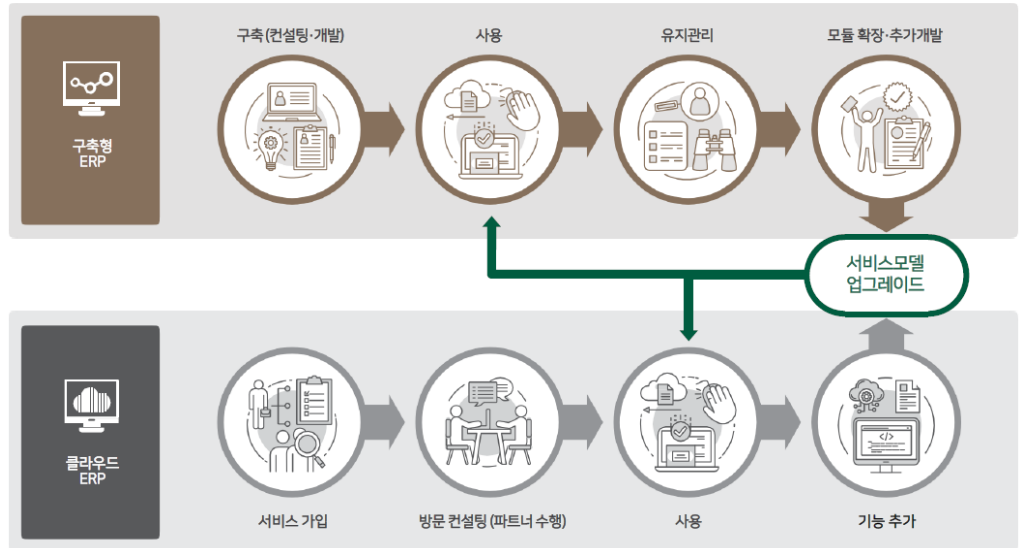 구축형
ERP
구축 (컨설팅·개발)
사용
유지관리
모듈 확장·추가개발
서비스모델
업그레이드
클라우드
ERP
서비스 가입
방문 컨설팅 (파트너 수행)
사용
기능 추가